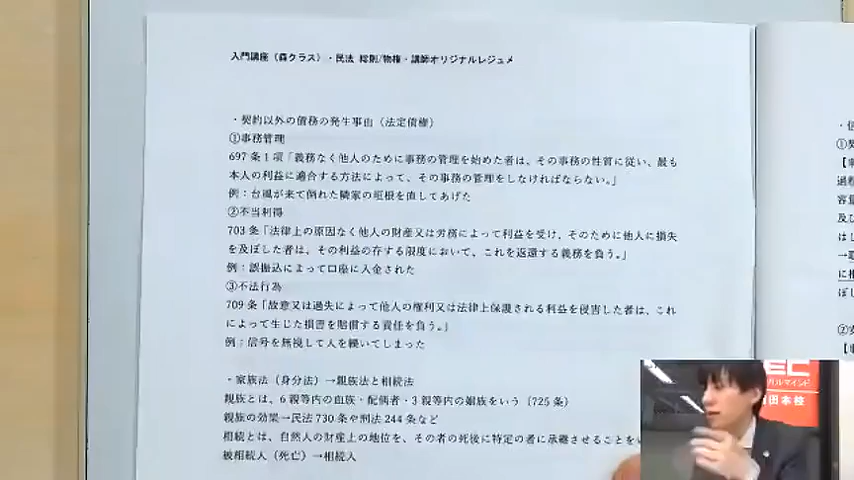 入門講座（森クラス）・民法 総則/物権・講師オリジナルレジュメ
・契約以外の債務の発生事由（法定債権）
①事務管理
697条1項「義務なく他人のために事務の管理を始めた者は、その事務の性質に従い、最も
本人の利益に適合する方法によって、その事務の管理をしなければならない。」
例：台風が来て倒れた隣家の垣根を直してあげた
②不当利得
703条「法律上の原因なく他人の財産又は労務によって利益を受け、そのために他人に損失
を及ぼした者は、その利益の存する限度において、これを返還する義務を負う。」
例：誤振込によって口座に入金された
③不法行為
709条「故意又は過失によって他人の権利又は法律上保護される利益を侵害した者は、これ
によって生じた損害を賠償する責任を負う。」
例：信号を無視して人を轢いてしまった
・家族法（身分法）→親族法と相続法
親族とは、6親等内の血族・配偶者・3親等内の姻族をいう（725条）
親族の効果→民法730条や刑法244条など
相続とは、自然人の財産上の地位を、その者の死後に特定の者に承継させることを
被相続人（死亡）→相続人
①
②
田本校